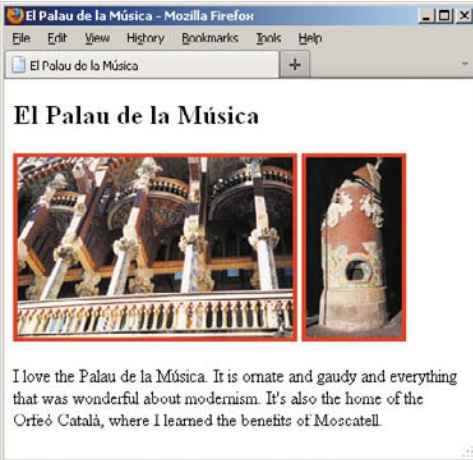 El Palau de la Música - Mozilla Firefox
File Edit View History Bookmarks Tools Help
El Palau de la Música
El Palau de la Música
I love the Palau de la Música. It is ornate and gaudy and everything
that was wonderful about modernism. It's also the home of the
Orfeó Català, where I learned the benefits of Moscatell.